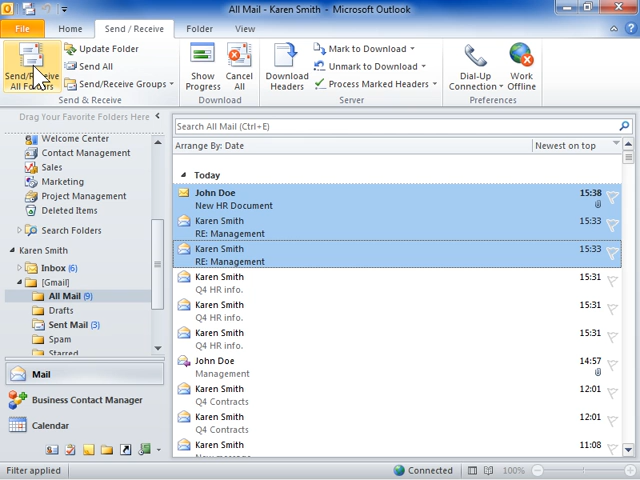 All Mail - Karen Smith - Microsoft Outlook
File
Home
Send / Receive
Folder
View
Send/Receive
All Folders
Update Folder
Send All
Send/Receive Groups
Send & Receive
Show
Progress
Cancel
All
Download
Download
Headers
Mark to Download
Unmark to Download
Process Marked Headers
Server
Dial-Up
Connection
Work
Offline
Preferences
Drag Your Favorite Folders Here
Welcome Center
Contact Management
Sales
Marketing
Project Management
Deleted Items
Search Folders
Karen Smith
Inbox (6)
[Gmail]
All Mail (9)
Drafts
Sent Mail (3)
Spam
Starred
Mail
Business Contact Manager
Calendar
Search All Mail (Ctrl+E)
Arrange By: Date
Newest on top
Today
John Doe 15:38
New HR Document
Karen Smith 15:33
RE: Management
Karen Smith 15:33
RE: Management
Karen Smith 15:31
Q4 HR info.
Karen Smith 15:31
Q4 HR info.
Karen Smith 15:31
Q4 HR info.
John Doe 14:57
Management
Karen Smith 12:01
Q4 Contracts
Karen Smith 12:01
Q4 Contracts
Karen Smith 11:08
New message
Filter applied
Connected
100%